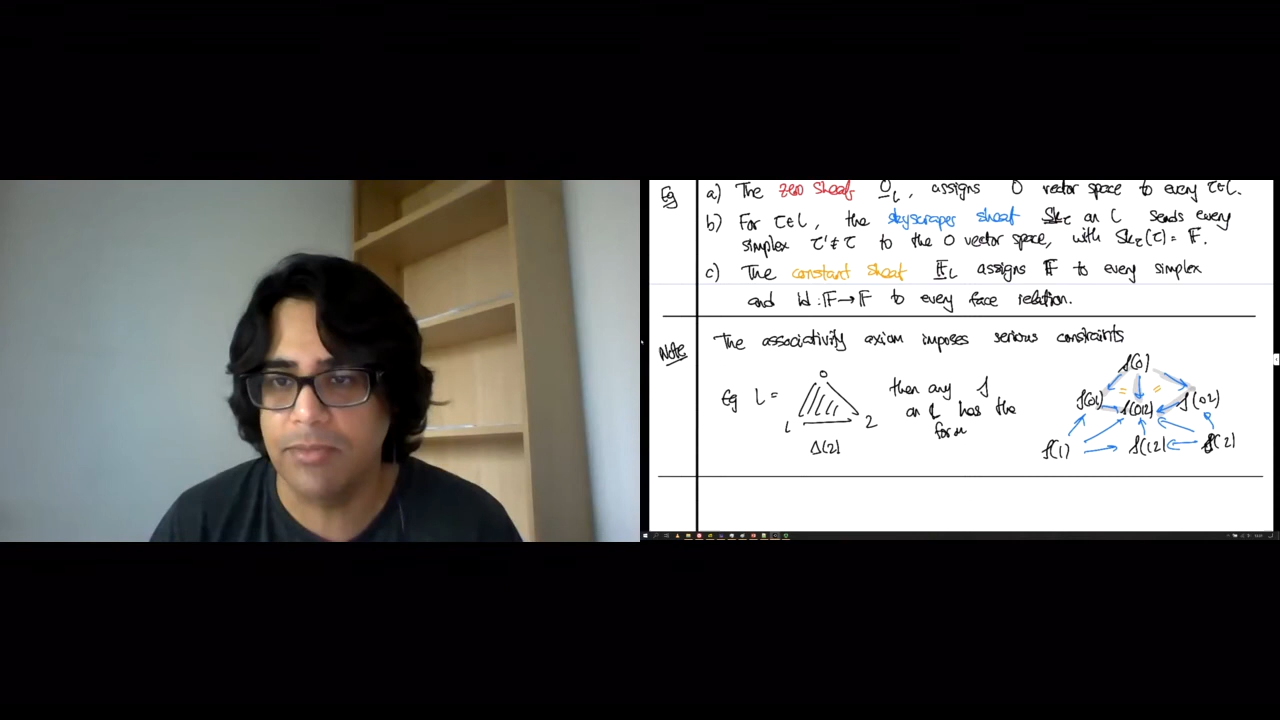 Eg a) The zero sheaf 0_L, assigns 0 vector space to every τ∈L.
b) For τ∈L, the skyscraper sheaf Sk_τ on L sends every
simplex τ'≠τ to the 0 vector space, with Sk_τ(τ) = 𝔽.
c) The constant sheaf 𝔽_L assigns 𝔽 to every simplex
and id : 𝔽→𝔽 to every face relation.
Note The associativity axiom imposes serious constraints
Eg L =
0
1
2
Δ(2)
then any f
on L has the
form
f(0)
f(01) = f(012) = f(02)
f(1) f(12) f(2)